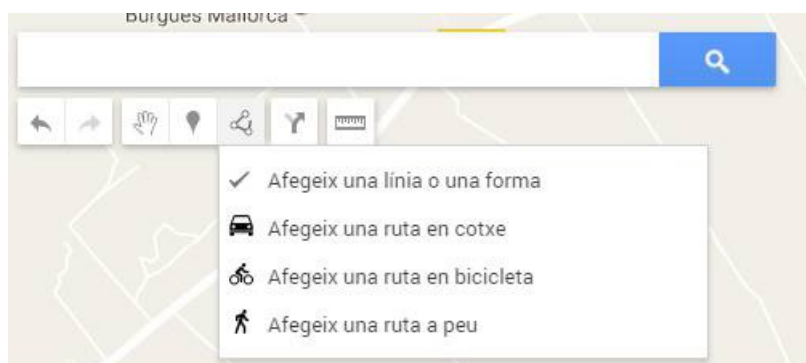 Burgues Mallorca
Afegeix una línia o una forma
Afegeix una ruta en cotxe
Afegeix una ruta en bicicleta
Afegeix una ruta a peu